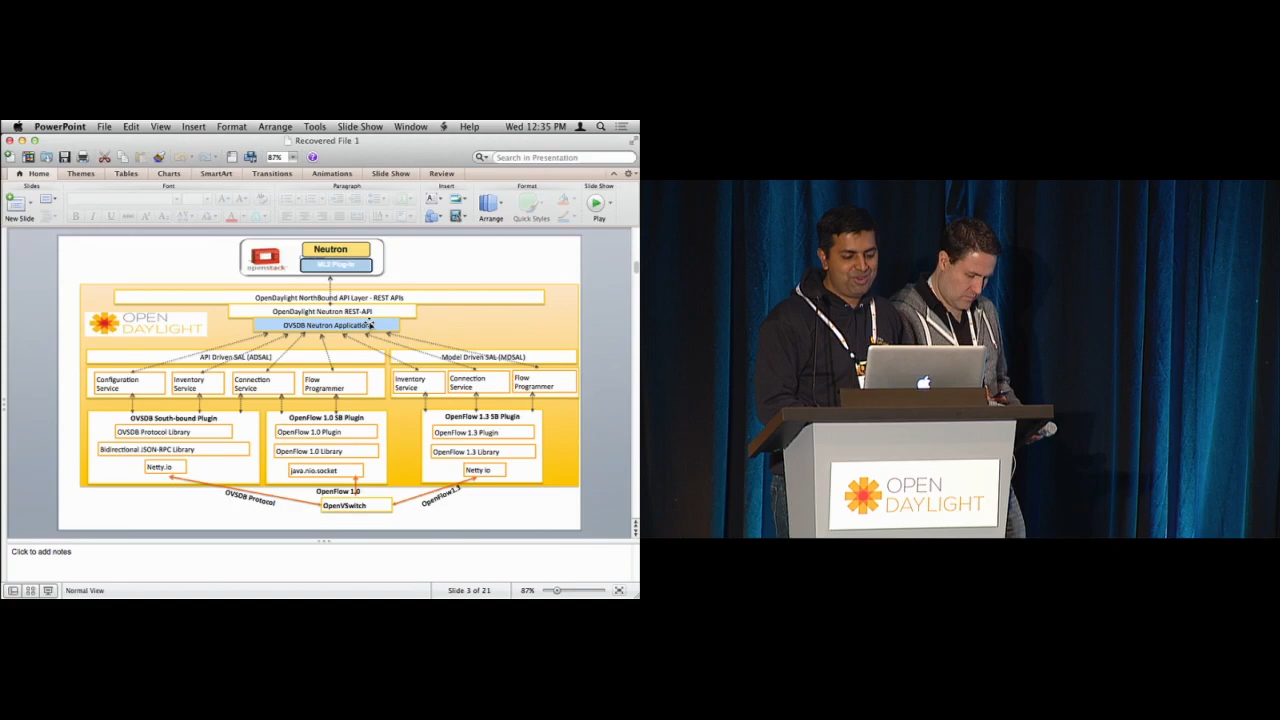 PowerPoint File Edit View Insert Format Arrange Tools Slide Show Window Help Wed 12:35 PM
Recovered File 1
87% Search in Presentation
Home Themes Tables Charts SmartArt Transitions Animations Slide Show Review
Slides Font Paragraph Insert Format Slide Show
New Slide Arrange Quick Styles Play
openstack
Neutron
ML2 Plug-in
OpenDaylight NorthBound API Layer - REST APIs
OpenDaylight Neutron REST-API
OVSDB Neutron Application
OPEN
DAYLIGHT
API Driven SAL (ADSAL)
Model Driven SAL (MDSAL)
Configuration
Service
Inventory
Service
Connection
Service
Flow
Programmer
Inventory
Service
Connection
Service
Flow
Programmer
OVSDB South-bound Plugin
OVSDB Protocol Library
Bidirectional JSON-RPC Library
Netty.io
OpenFlow 1.0 SB Plugin
OpenFlow 1.0 Plugin
OpenFlow 1.0 Library
java.nio.socket
OpenFlow 1.3 SB Plugin
OpenFlow 1.3 Plugin
OpenFlow 1.3 Library
Netty io
OVSDB Protocol
OpenFlow 1.0
OpenFlow1.3
OpenVSwitch
Click to add notes
Normal View Slide 3 of 21 87%
OPEN
DAYLIGHT